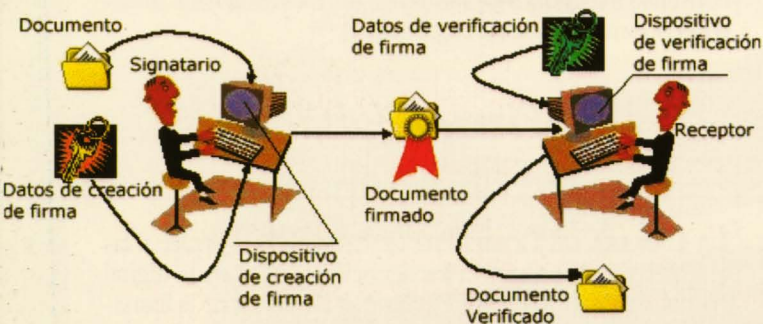 Documento
Signatario
Datos de creación
de firma
Dispositivo
de creación
de firma
Documento
firmado
Datos de verificación
de firma
Dispositivo
de verificación
de firma
Receptor
Documento
Verificado